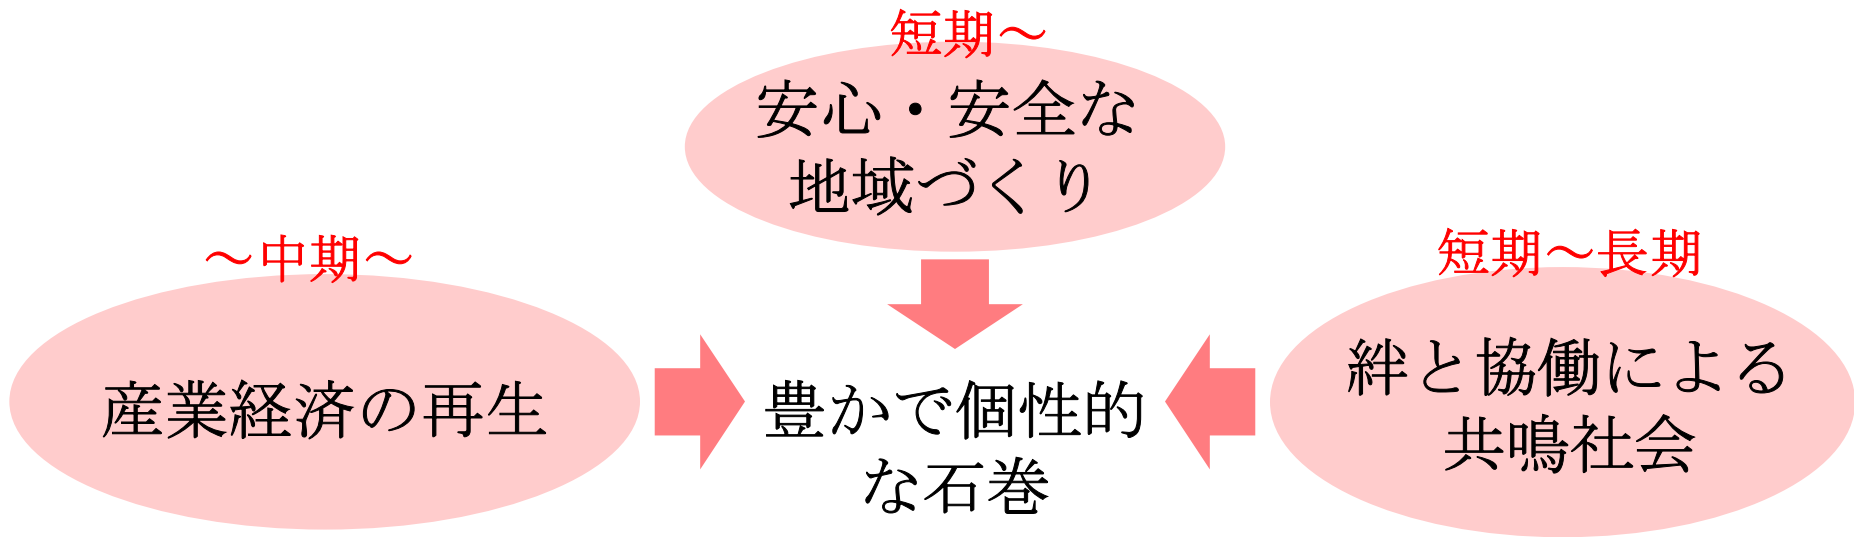 短期～
安心・安全な
地域づくり
～中期～
産業経済の再生
短期～長期
絆と協働による
共鳴社会
豊かで個性的
な石巻